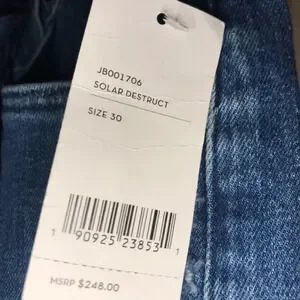 JB001706
SOLAR DESTRUCT
SIZE 30
1 90925 23853 1
MSRP $248.00